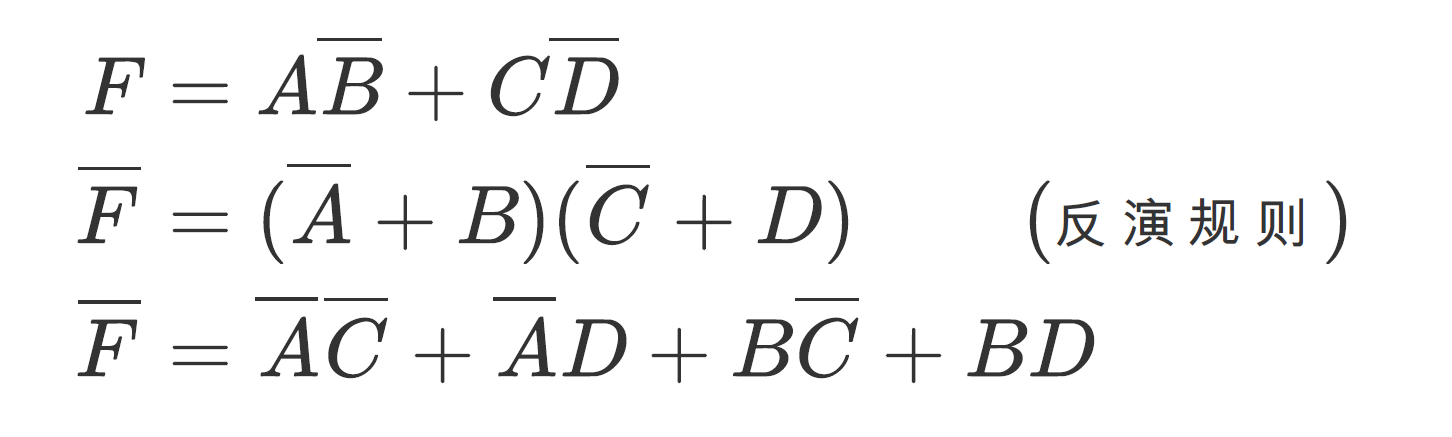 $F = A\overline{B} + C\overline{D}$
$\overline{F} = (\overline{A} + B)(\overline{C} + D)$ (反演规则)
$\overline{F} = \overline{A}\,\overline{C} + \overline{A}D + B\overline{C} + BD$